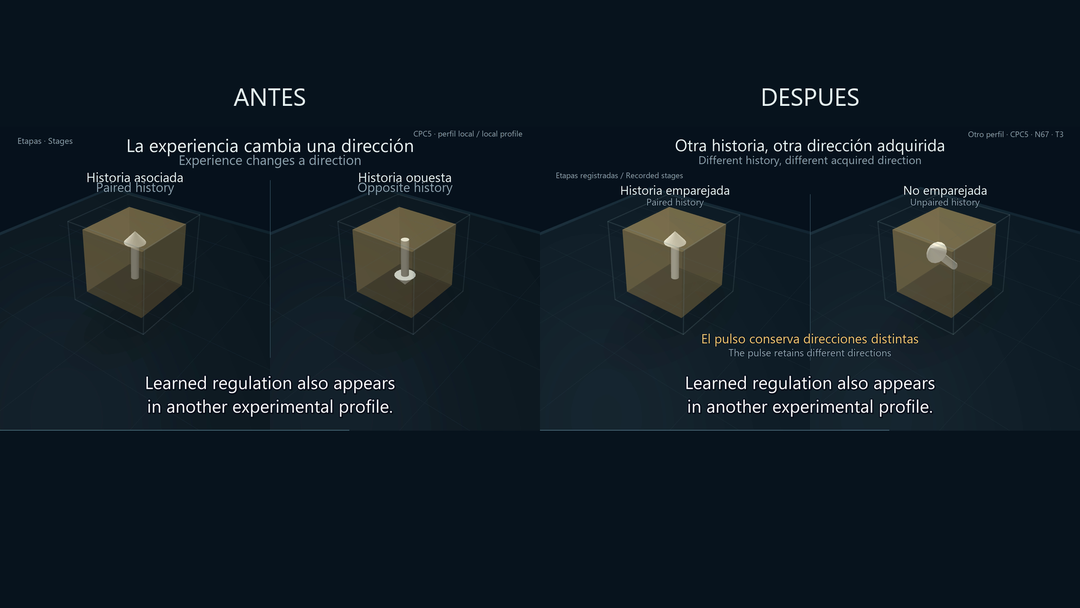 ANTES
Etapas · Stages
CPC5 · perfil local / local profile
La experiencia cambia una dirección
Experience changes a direction
Historia asociada
Paired history
Historia opuesta
Opposite history
Learned regulation also appears
in another experimental profile.
DESPUES
Otro perfil · CPC5 · N67 · T3
Otra historia, otra dirección adquirida
Different history, different acquired direction
Etapas registradas / Recorded stages
Historia emparejada
Paired history
No emparejada
Unpaired history
El pulso conserva direcciones distintas
The pulse retains different directions
Learned regulation also appears
in another experimental profile.